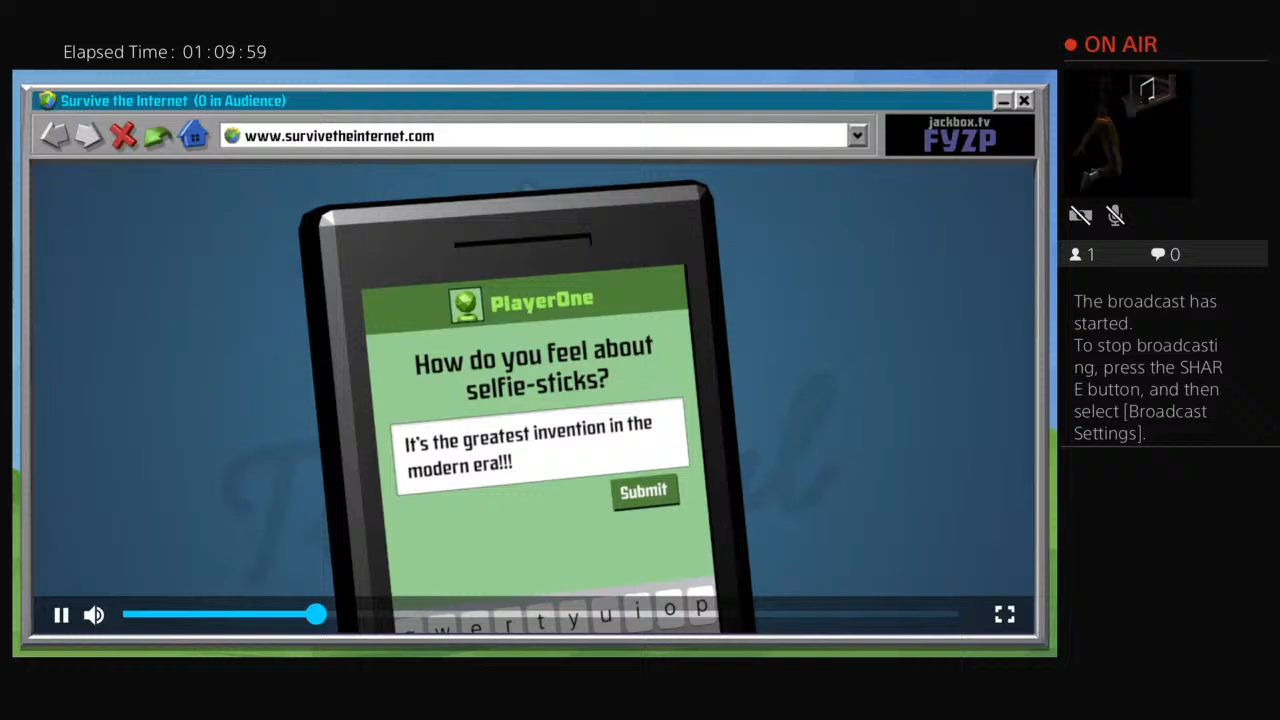 Elapsed Time: 01:09:59
ON AIR
Survive the Internet (0 in Audience)
www.survivetheinternet.com
jackbox.tv
FYZP
PlayerOne
How do you feel about
selfie-sticks?
It's the greatest invention in the
modern era!!!
Submit
w e r t y u i o p
1
0
The broadcast has
started.
To stop broadcasti
ng, press the SHAR
E button, and then
select [Broadcast
Settings].